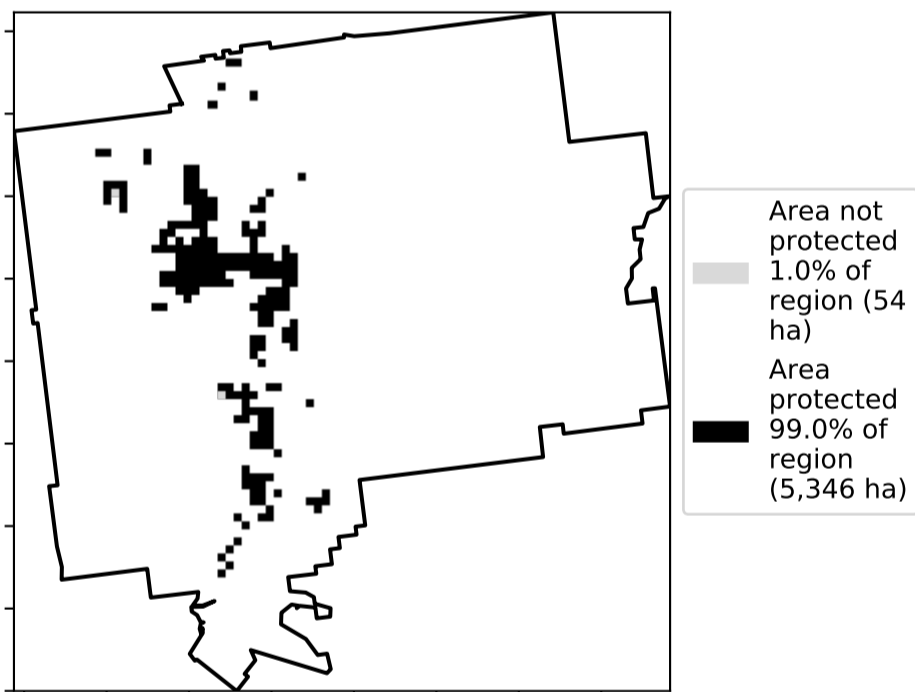 Area not
protected
1.0% of
region (54
ha)
Area
protected
99.0% of
region
(5,346 ha)